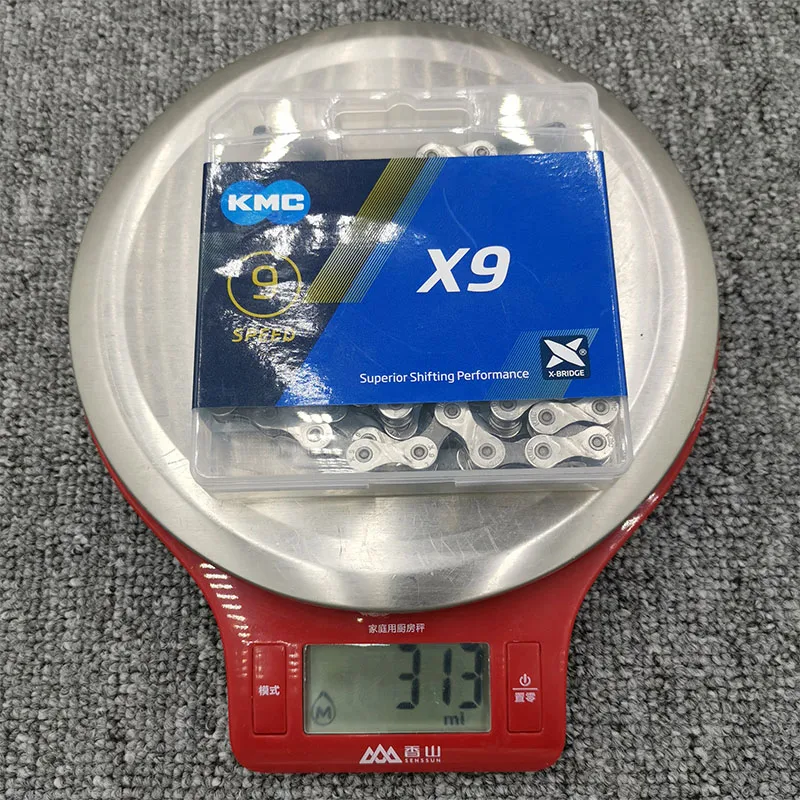 KMC
9
SPEED
X9
Superior Shifting Performance
X-BRIDGE®
家庭用厨房秤
模式
313
M
ml
置零
香山
SENSSUN